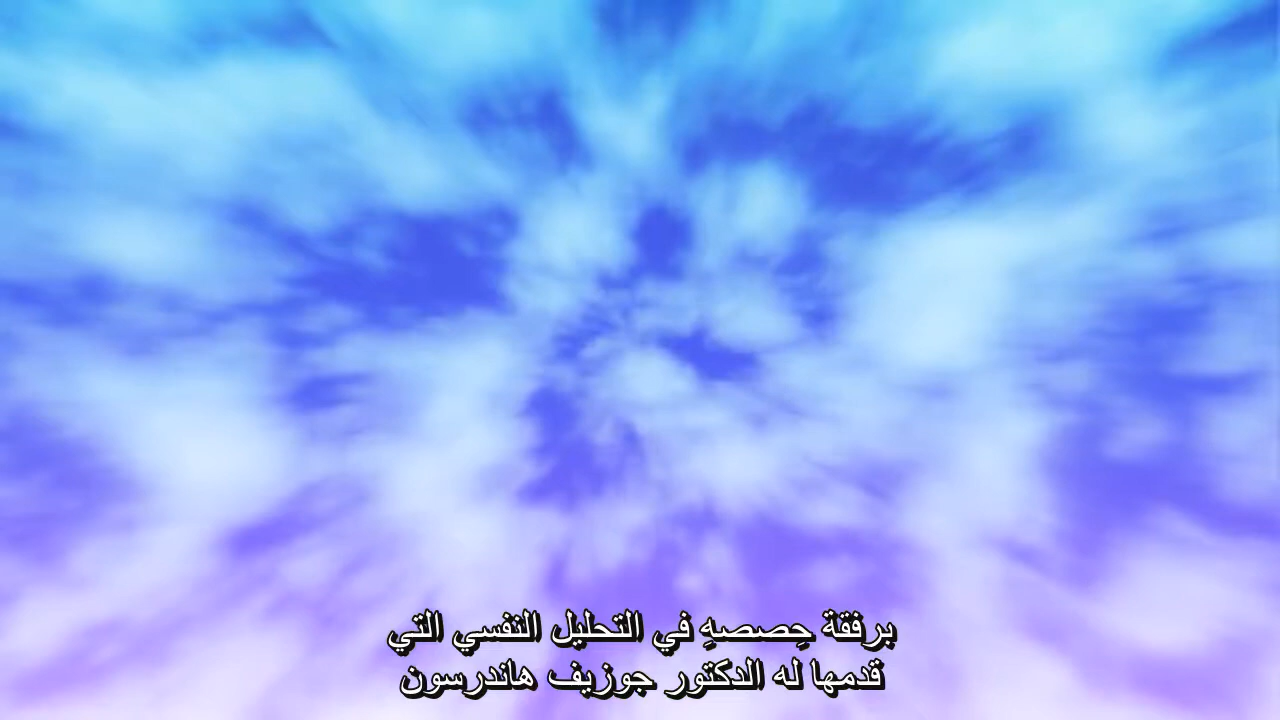 برفقة حِصصهِ في التحليل النفسي التي
قدمها له الدكتور جوزيف هاندرسون